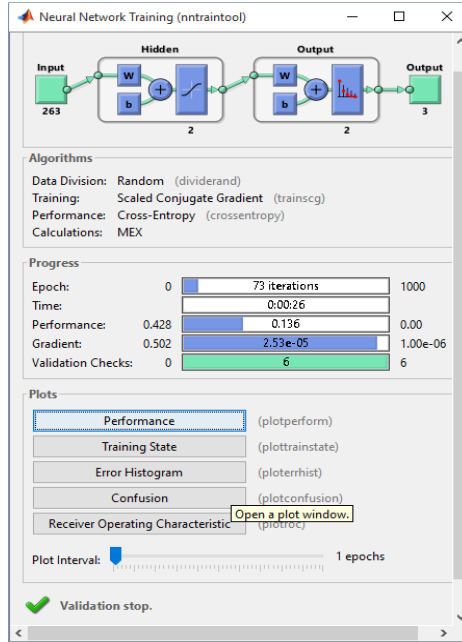 Neural Network Training (nntraintool)
Hidden Output
Input Output
W W
b b
263 3
2 2
Algorithms
Data Division: Random (dividerand)
Training: Scaled Conjugate Gradient (trainscg)
Performance: Cross-Entropy (crossentropy)
Calculations: MEX
Progress
Epoch: 0 73 iterations 1000
Time: 0:00:26
Performance: 0.428 0.136 0.00
Gradient: 0.502 2.53e-05 1.00e-06
Validation Checks: 0 6 6
Plots
Performance (plotperform)
Training State (plottrainstate)
Error Histogram (ploterrhist)
Confusion (plotconfusion)
Open a plot window.
Receiver Operating Characteristic (plotroc)
Plot Interval: 1 epochs
Validation stop.